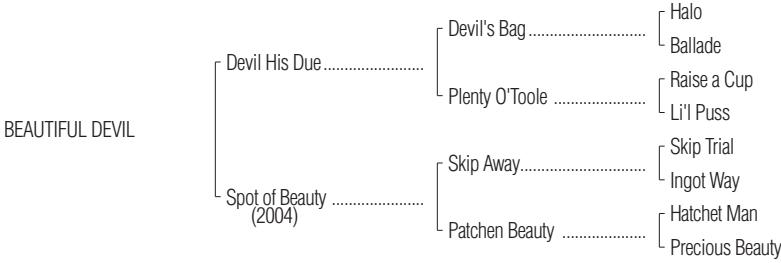 Halo
Devil's Bag..............................
Ballade
Devil His Due.........................
Raise a Cup
Plenty O'Toole ........................
Li'l Puss
BEAUTIFUL DEVIL
Skip Trial
Skip Away................................
Ingot Way
Spot of Beauty .......................
(2004)
Hatchet Man
Patchen Beauty .....................
Precious Beauty